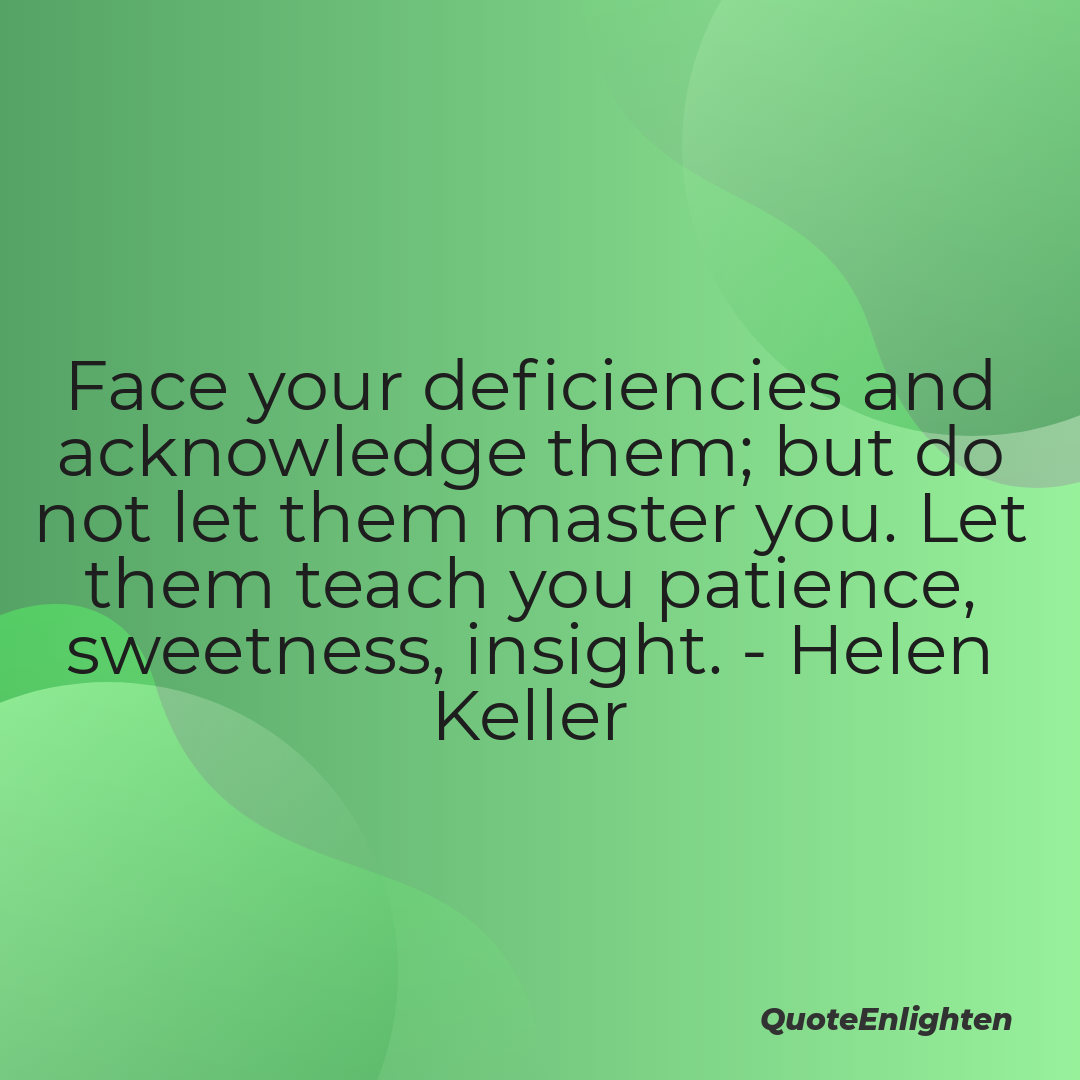 Face your deficiencies and
acknowledge them; but do
not let them master you. Let
them teach you patience,
sweetness, insight. - Helen
Keller
QuoteEnlighten